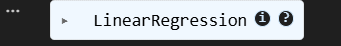 ... ▸ LinearRegression i ?